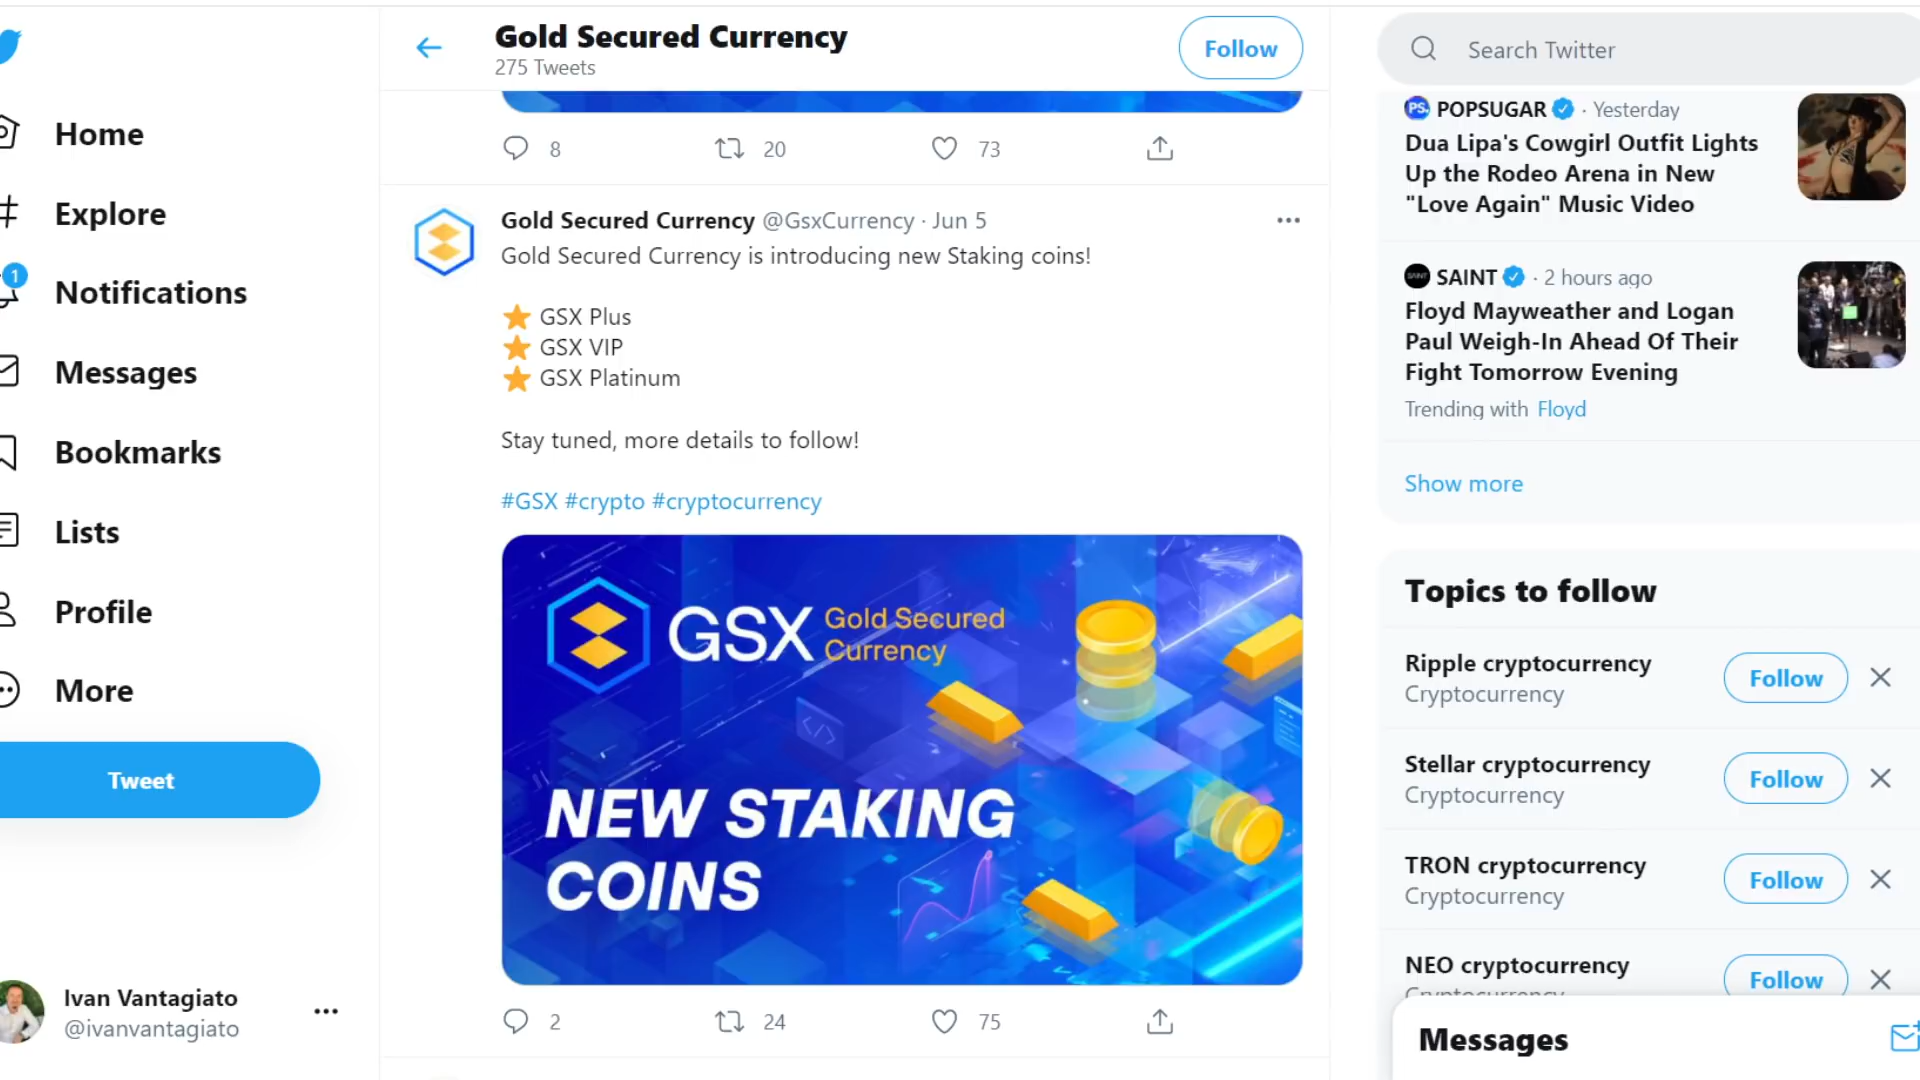 Home
Explore
1
Notifications
Messages
Bookmarks
Lists
Profile
More
Tweet
Ivan Vantagiato
@ivanvantagiato
Gold Secured Currency
275 Tweets
Follow
8 20 73
Gold Secured Currency @GsxCurrency · Jun 5
Gold Secured Currency is introducing new Staking coins!
GSX Plus
GSX VIP
GSX Platinum
Stay tuned, more details to follow!
#GSX #crypto #cryptocurrency
GSX Gold Secured
Currency
NEW STAKING
COINS
2 24 75
Search Twitter
PS. POPSUGAR · Yesterday
Dua Lipa's Cowgirl Outfit Lights
Up the Rodeo Arena in New
"Love Again" Music Video
SAINT SAINT · 2 hours ago
Floyd Mayweather and Logan
Paul Weigh-In Ahead Of Their
Fight Tomorrow Evening
Trending with Floyd
Show more
Topics to follow
Ripple cryptocurrency
Cryptocurrency
Follow
Stellar cryptocurrency
Cryptocurrency
Follow
TRON cryptocurrency
Cryptocurrency
Follow
NEO cryptocurrency
Cryptocurrency
Follow
Messages